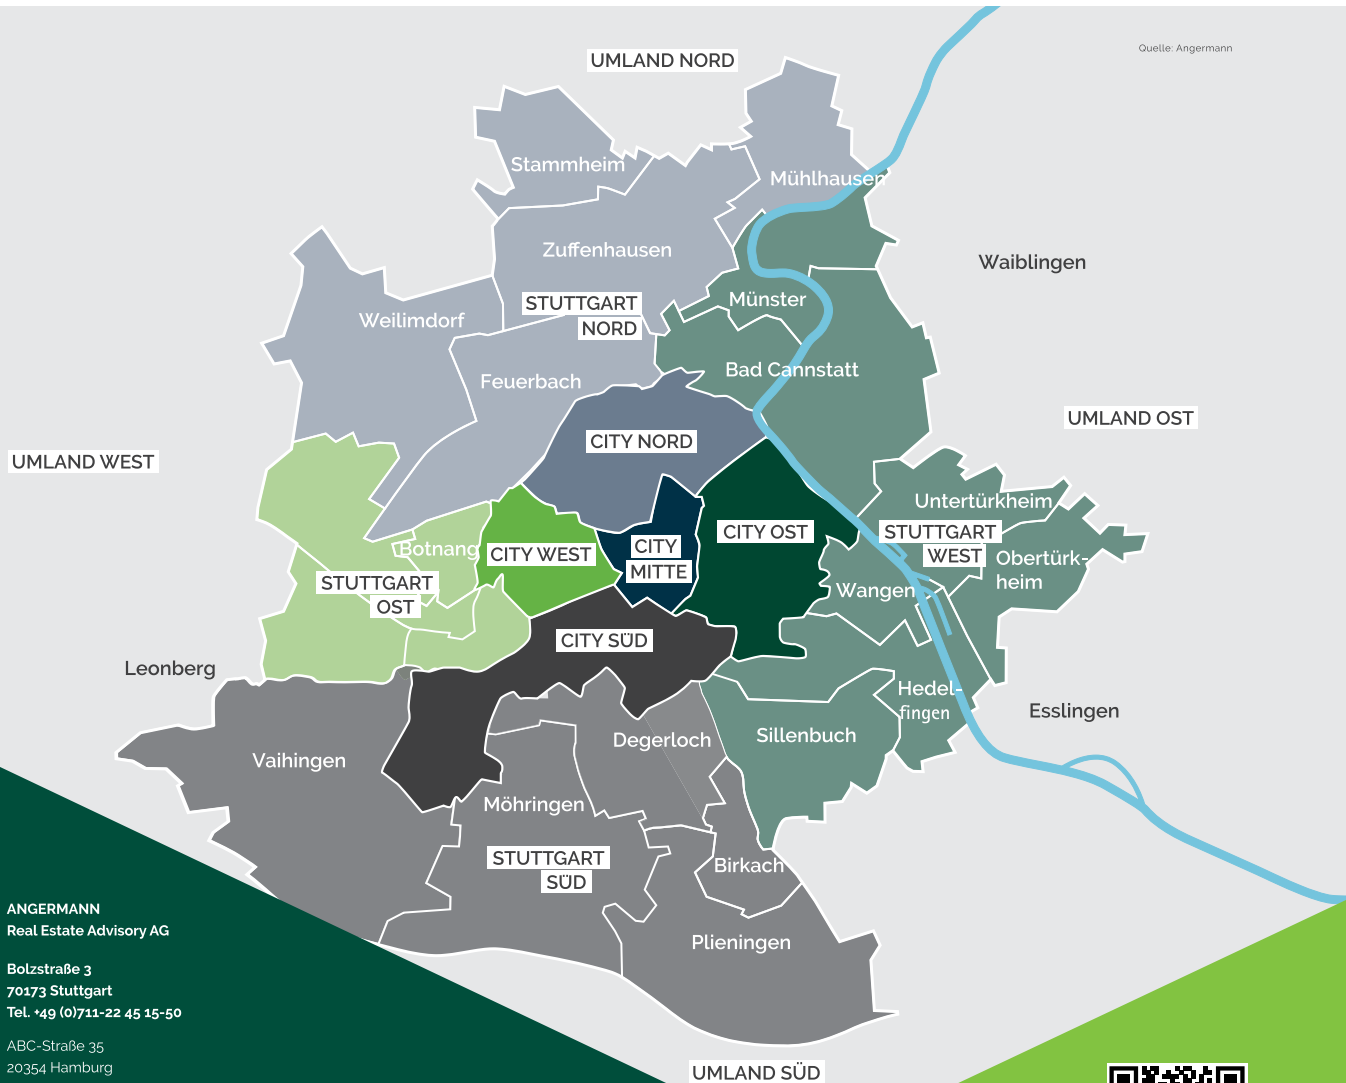 UMLAND NORD
Quelle: Angermann
Stammheim
Mühlhausen
Zuffenhausen
Waiblingen
STUTTGART
NORD
Münster
Weilimdorf
Bad Cannstatt
Feuerbach
UMLAND OST
CITY NORD
UMLAND WEST
Untertürkheim
CITY OST
STUTTGART
WEST
Botnang
CITY WEST
CITY
MITTE
Obertürk-
heim
STUTTGART
OST
Wangen
CITY SÜD
Leonberg
Hedel-
fingen
Esslingen
Sillenbuch
Degerloch
Vaihingen
Möhringen
STUTTGART
SÜD
Birkach
Plieningen
ANGERMANN
Real Estate Advisory AG
Bolzstraße 3
70173 Stuttgart
Tel. +49 (0)711-22 45 15-50
ABC-Straße 35
20354 Hamburg
UMLAND SÜD